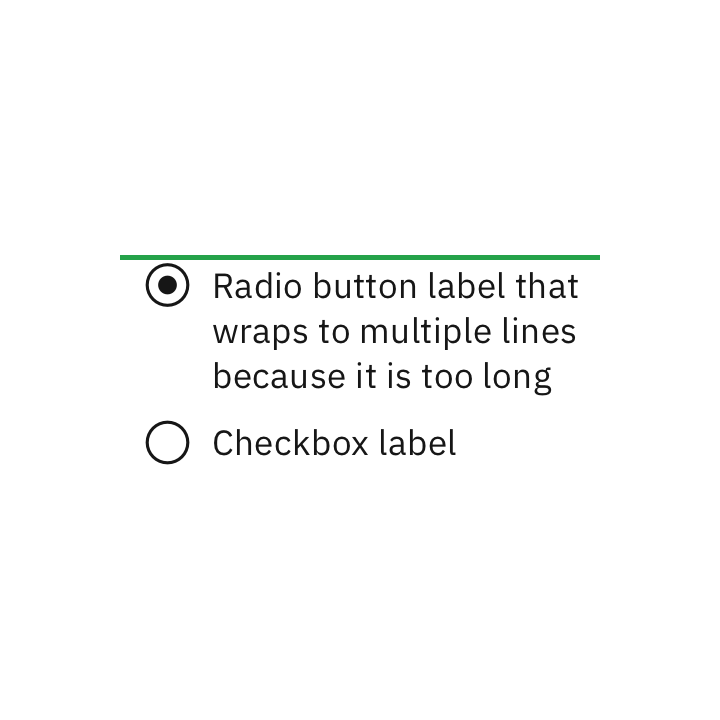 Radio button label that
wraps to multiple lines
because it is too long
Checkbox label